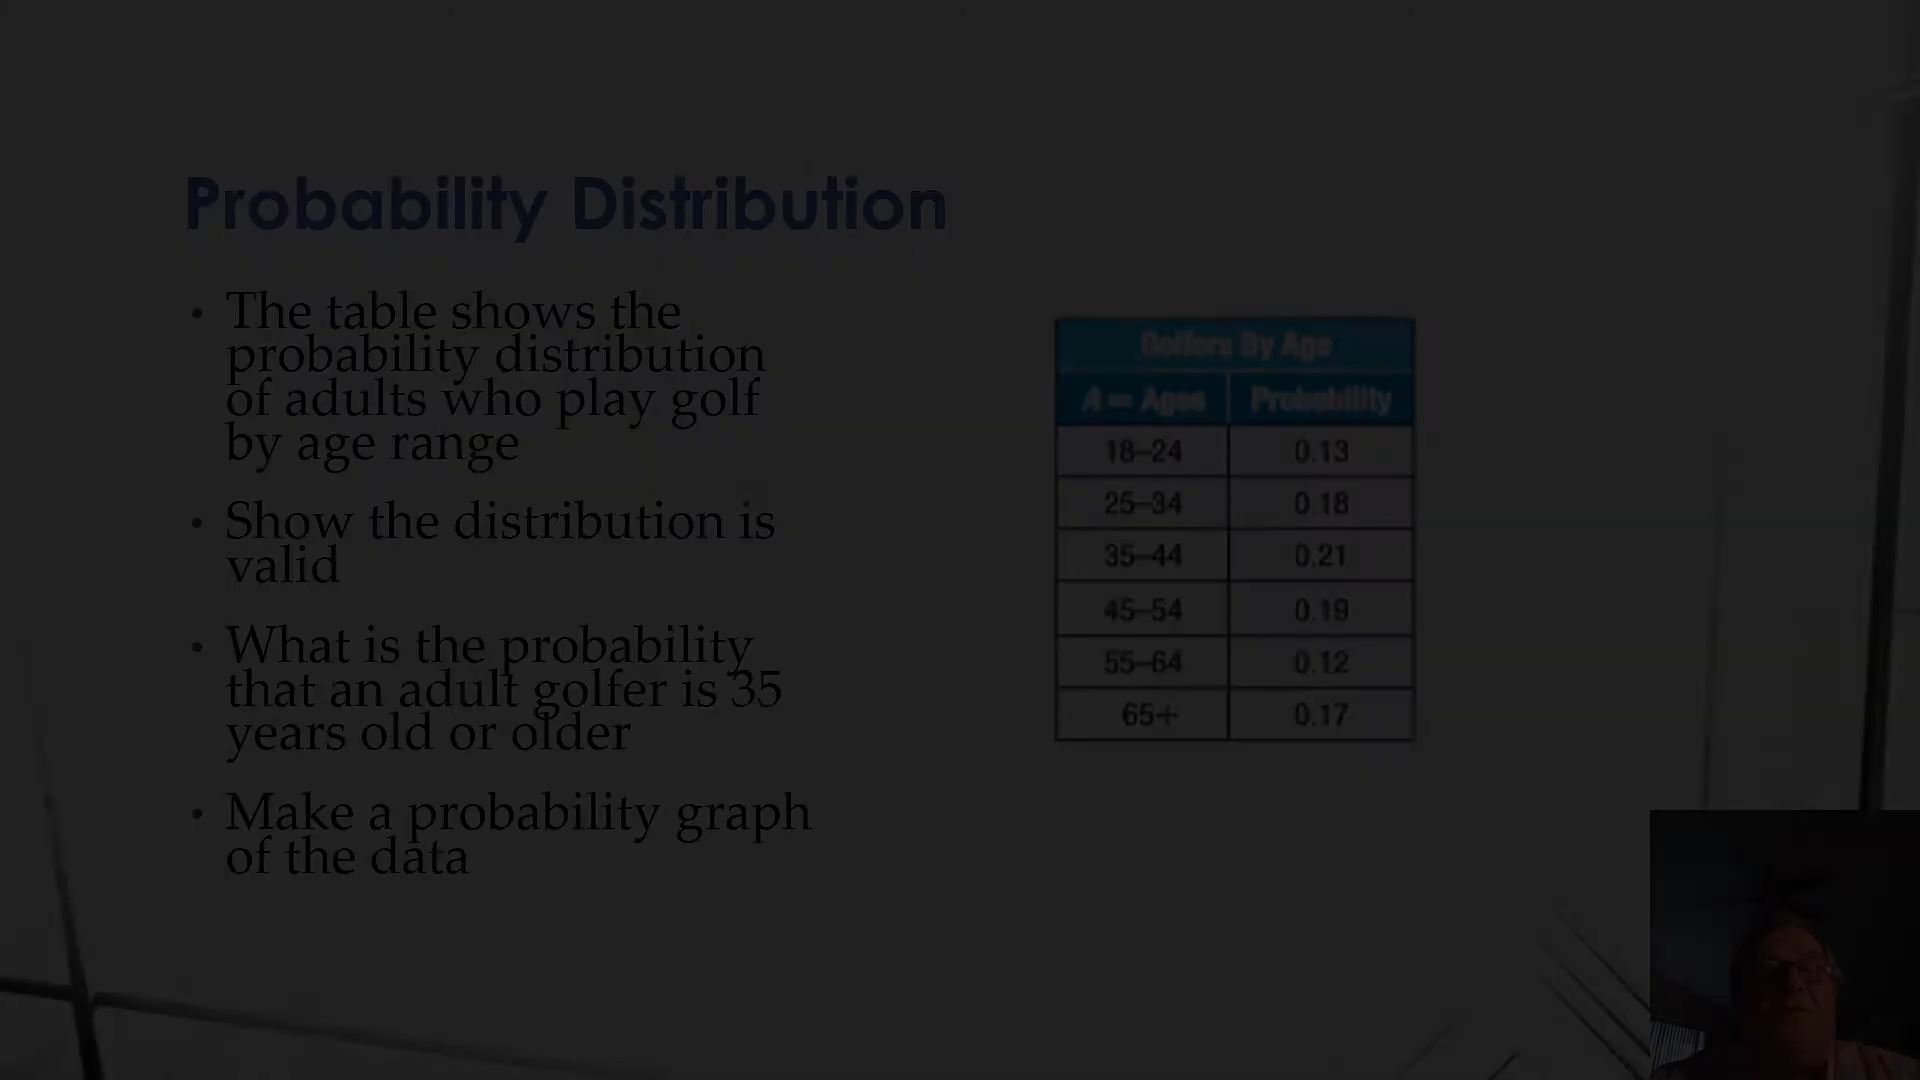 Probability Distribution
• The table shows the
probability distribution
of adults who play golf
by age range
• Show the distribution is
valid
• What is the probability
that an adult golfer is 35
years old or older
• Make a probability graph
of the data
Golfers By Age
A = Ages Probability
18–24 0.13
25–34 0.18
35–44 0.21
45–54 0.19
55–64 0.12
65+ 0.17